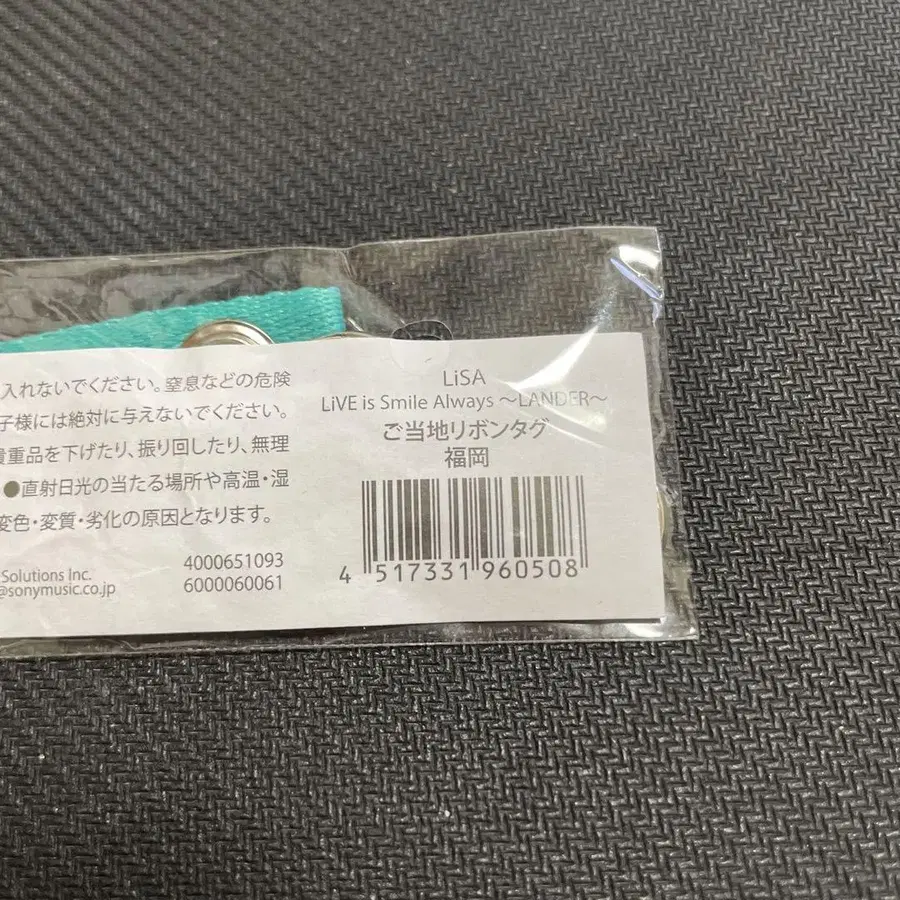 入れないでください。窒息などの危険
子様には絶対に与えないでください。
貴重品を下げたり、振り回したり、無理
●直射日光の当たる場所や高温・湿
変色・変質・劣化の原因となります。
Solutions Inc.
@sonymusic.co.jp
4000651093
6000060061
LiSA
LiVE is Smile Always ～LANDER～
ご当地リボンタグ
福岡
4 517331 960508